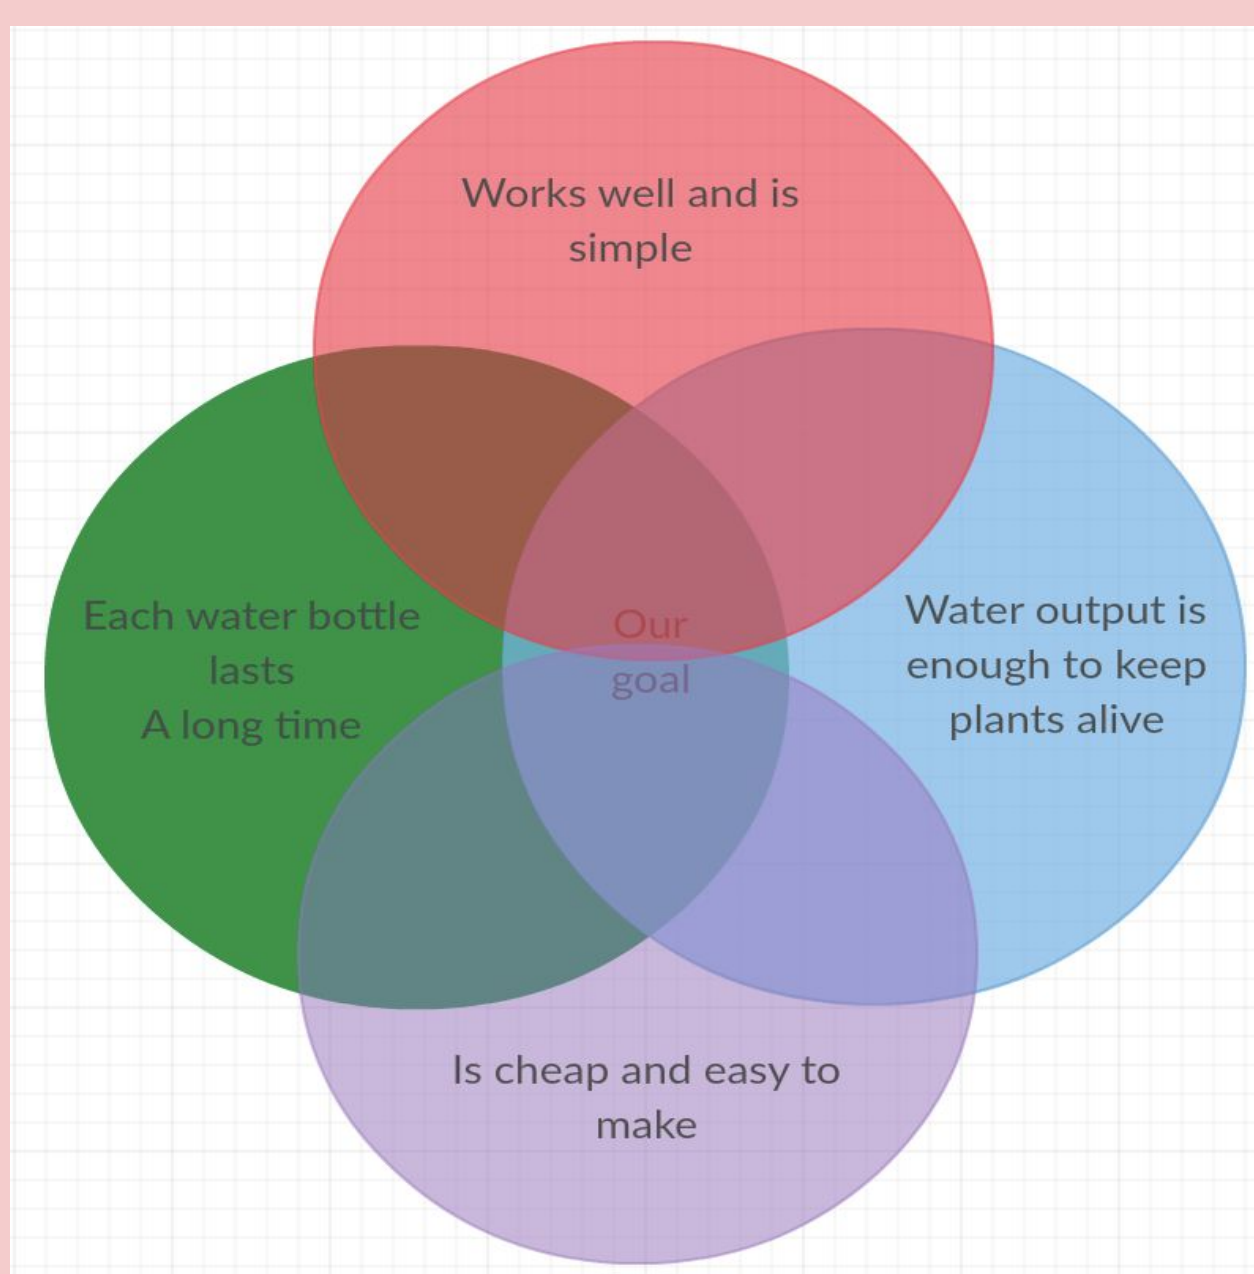 Works well and is
simple
Each water bottle
lasts
A long time
Our
goal
Water output is
enough to keep
plants alive
Is cheap and easy to
make